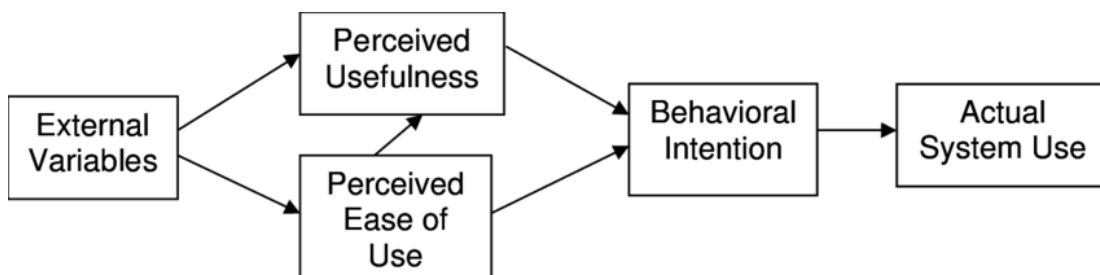 External
Variables
Perceived
Usefulness
Perceived
Ease of
Use
Behavioral
Intention
Actual
System Use